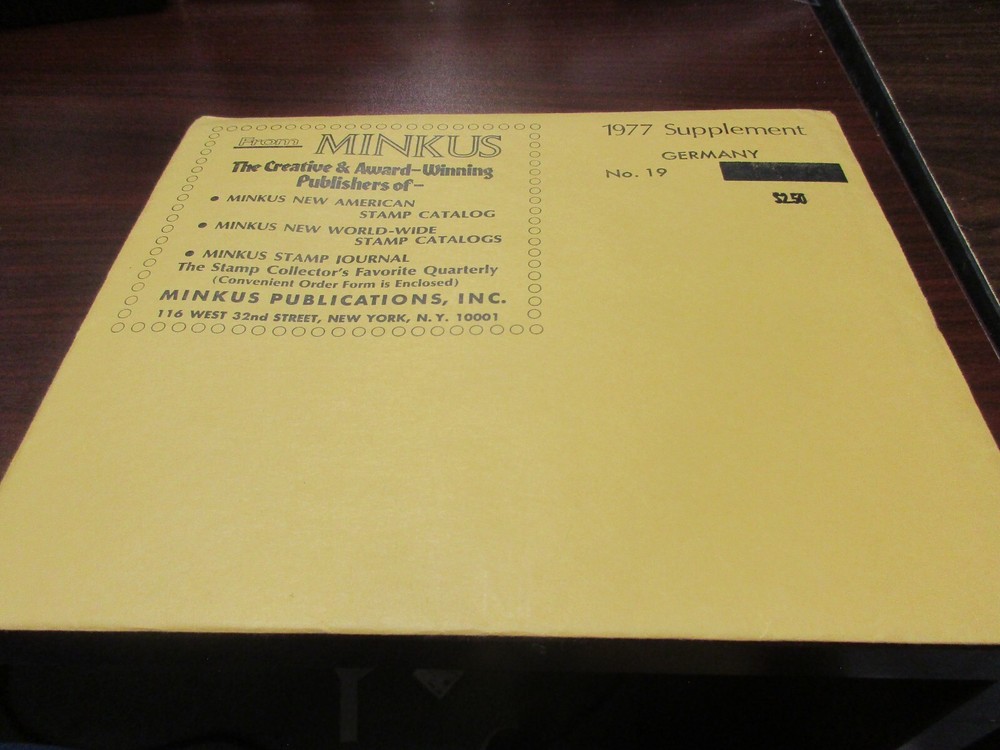 From MINKUS
The Creative & Award-Winning
Publishers of-
• MINKUS NEW AMERICAN
STAMP CATALOG
• MINKUS NEW WORLD-WIDE
STAMP CATALOGS
• MINKUS STAMP JOURNAL
The Stamp Collector's Favorite Quarterly
(Convenient Order Form is Enclosed)
MINKUS PUBLICATIONS, INC.
116 WEST 32nd STREET, NEW YORK, N.Y. 10001
1977 Supplement
GERMANY
No. 19
$2.50